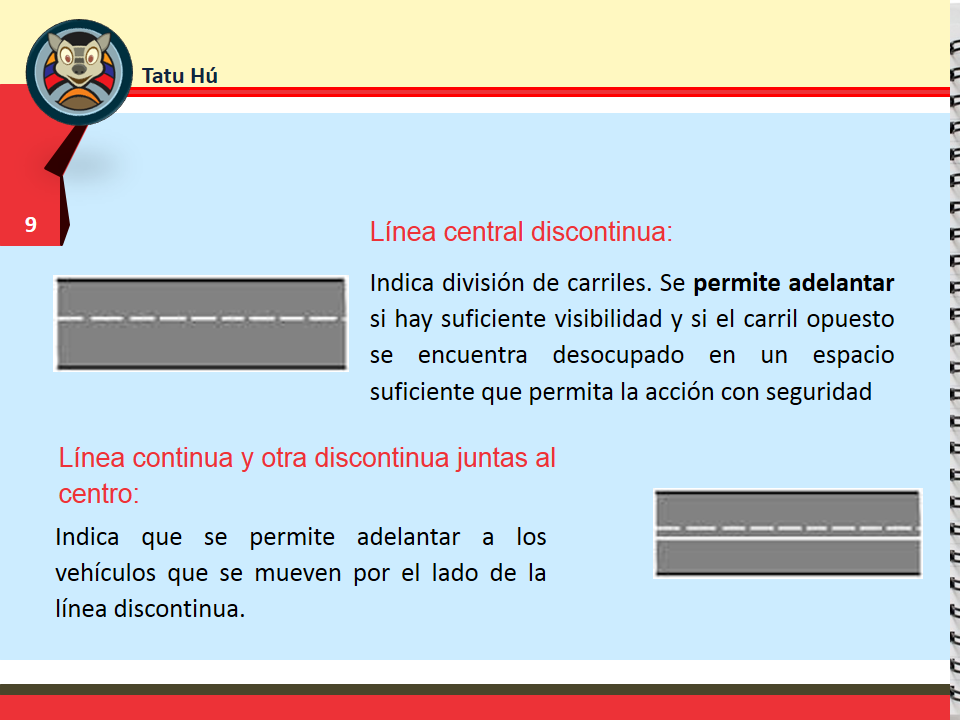 Tatu Hú
9
Línea central discontinua:
Indica división de carriles. Se permite adelantar
si hay suficiente visibilidad y si el carril opuesto
se encuentra desocupado en un espacio
suficiente que permita la acción con seguridad
Línea continua y otra discontinua juntas al
centro:
Indica que se permite adelantar a los
vehículos que se mueven por el lado de la
línea discontinua.